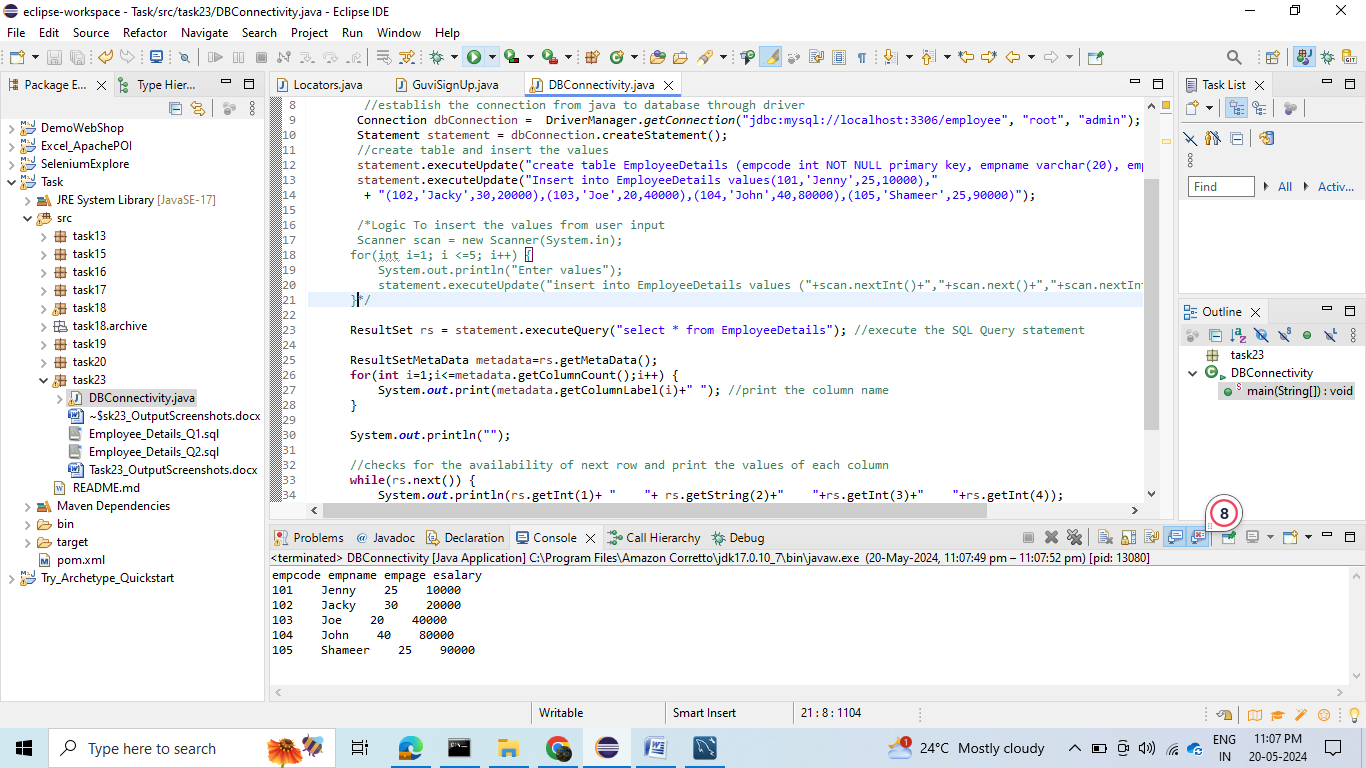 eclipse-workspace - Task/src/task23/DBConnectivity.java - Eclipse IDE
File Edit Source Refactor Navigate Search Project Run Window Help
Package E... Type Hier...
DemoWebShop
Excel_ApachePOI
SeleniumExplore
Task
JRE System Library [JavaSE-17]
src
task13
task15
task16
task17
task18
task18.archive
task19
task20
task23
DBConnectivity.java
~$sk23_OutputScreenshots.docx
Employee_Details_Q1.sql
Employee_Details_Q2.sql
Task23_OutputScreenshots.docx
README.md
Maven Dependencies
bin
target
pom.xml
Try_Archetype_Quickstart
Locators.java GuviSignUp.java DBConnectivity.java
8 //establish the connection from java to database through driver
9 Connection dbConnection = DriverManager.getConnection("jdbc:mysql://localhost:3306/employee", "root", "admin");
10 Statement statement = dbConnection.createStatement();
11 //create table and insert the values
12 statement.executeUpdate("create table EmployeeDetails (empcode int NOT NULL primary key, empname varchar(20), emp
13 statement.executeUpdate("Insert into EmployeeDetails values(101,'Jenny',25,10000),"
14 + "(102,'Jacky',30,20000),(103,'Joe',20,40000),(104,'John',40,80000),(105,'Shameer',25,90000)");
15
16 /*Logic To insert the values from user input
17 Scanner scan = new Scanner(System.in);
18 for(int i=1; i <=5; i++) {
19 System.out.println("Enter values");
20 statement.executeUpdate("insert into EmployeeDetails values ("+scan.nextInt()+","+scan.next()+","+scan.nextInt
21 }*/
22
23 ResultSet rs = statement.executeQuery("select * from EmployeeDetails"); //execute the SQL Query statement
24
25 ResultSetMetaData metadata=rs.getMetaData();
26 for(int i=1;i<=metadata.getColumnCount();i++) {
27 System.out.print(metadata.getColumnLabel(i)+" "); //print the column name
28 }
29
30 System.out.println("");
31
32 //checks for the availability of next row and print the values of each column
33 while(rs.next()) {
34 System.out.println(rs.getInt(1)+ "    "+ rs.getString(2)+"    "+rs.getInt(3)+"    "+rs.getInt(4));
Task List
Find All Activ...
Outline
task23
DBConnectivity
main(String[]) : void
8
Problems Javadoc Declaration Console Call Hierarchy Debug
<terminated> DBConnectivity [Java Application] C:\Program Files\Amazon Corretto\jdk17.0.10_7\bin\javaw.exe (20-May-2024, 11:07:49 pm – 11:07:52 pm) [pid: 13080]
empcode empname empage esalary
101 Jenny 25 10000
102 Jacky 30 20000
103 Joe 20 40000
104 John 40 80000
105 Shameer 25 90000
Writable Smart Insert 21 : 8 : 1104
Type here to search
1 24°C Mostly cloudy
ENG
IN
11:07 PM
20-05-2024